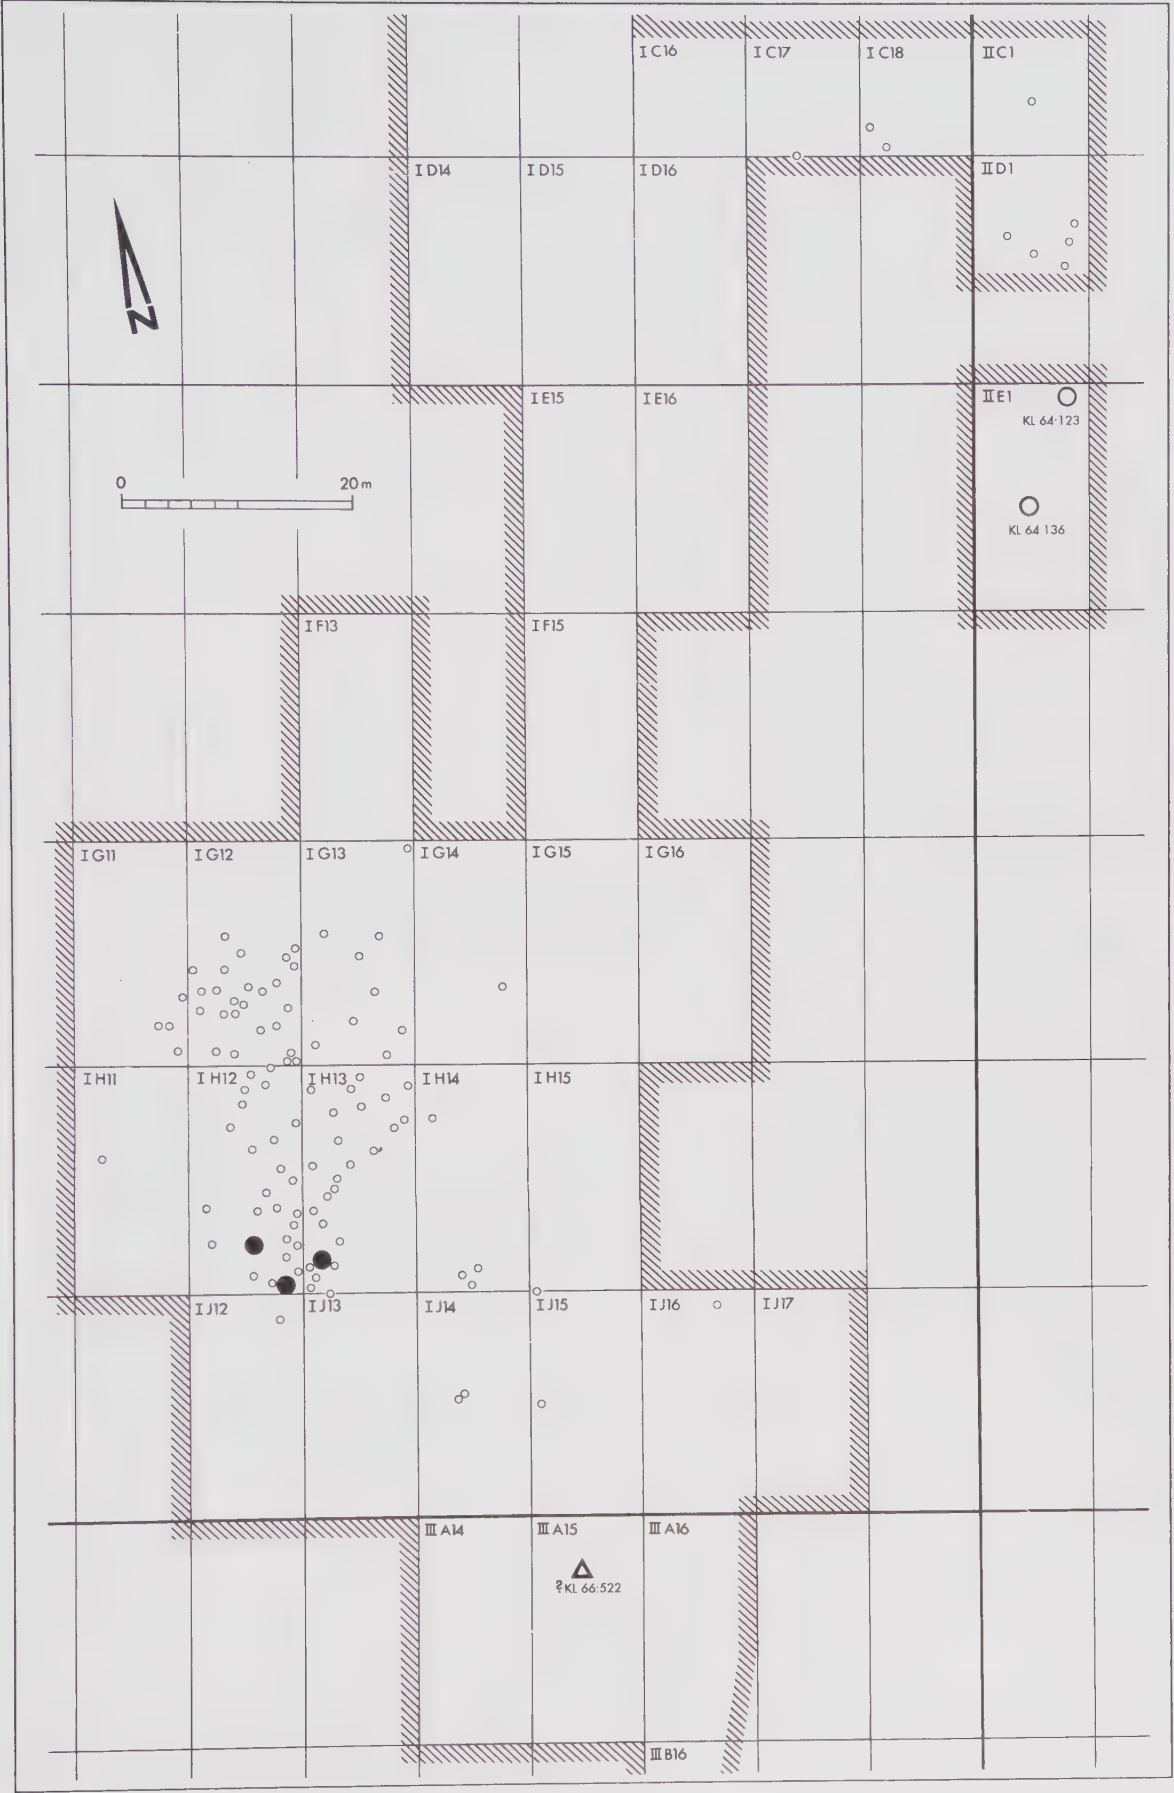 I C16 I C17 I C18 II C1
I D14 I D15 I D16 II D1
N
I E15 I E16 II E1
KL 64·123
0 20 m
KL 64 136
I F13 I F15
I G11 I G12 I G13 I G14 I G15 I G16
I H11 I H12 I H13 I H14 I H15
I J12 I J13 I J14 I J15 I J16 I J17
III A14 III A15 III A16
? KL 66:522
III B16